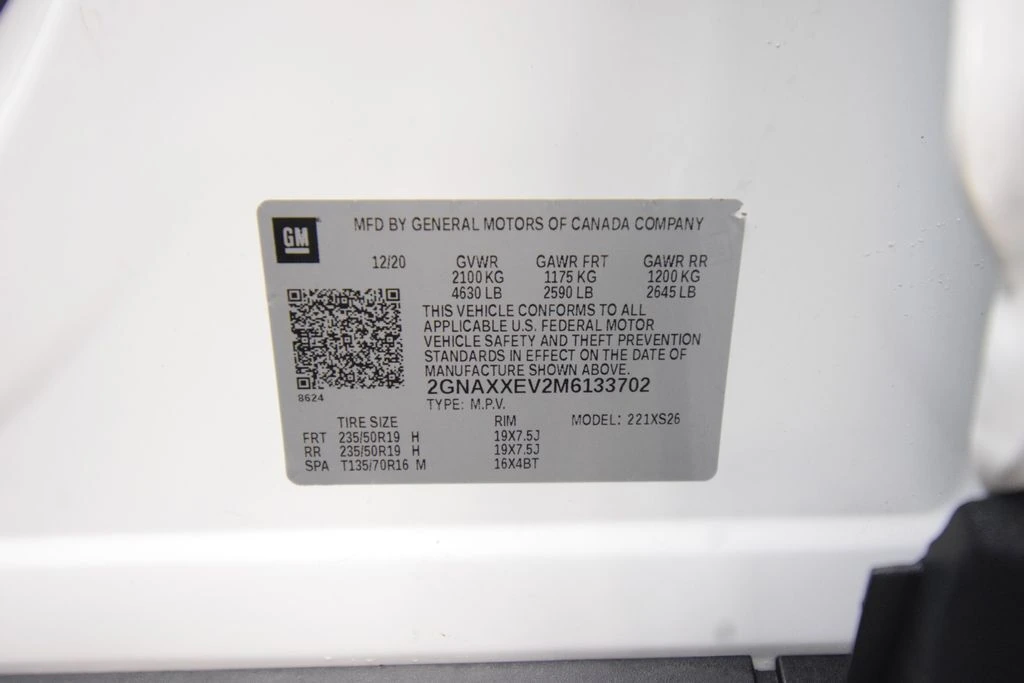 GM
MFD BY GENERAL MOTORS OF CANADA COMPANY
12/20 GVWR GAWR FRT GAWR RR
2100 KG 1175 KG 1200 KG
4630 LB 2590 LB 2645 LB
THIS VEHICLE CONFORMS TO ALL
APPLICABLE U.S. FEDERAL MOTOR
VEHICLE SAFETY AND THEFT PREVENTION
STANDARDS IN EFFECT ON THE DATE OF
MANUFACTURE SHOWN ABOVE.
8624
2GNAXXEV2M6133702
TYPE: M.P.V. MODEL: 221XS26
TIRE SIZE RIM
FRT 235/50R19 H 19X7.5J
RR 235/50R19 H 19X7.5J
SPA T135/70R16 M 16X4BT